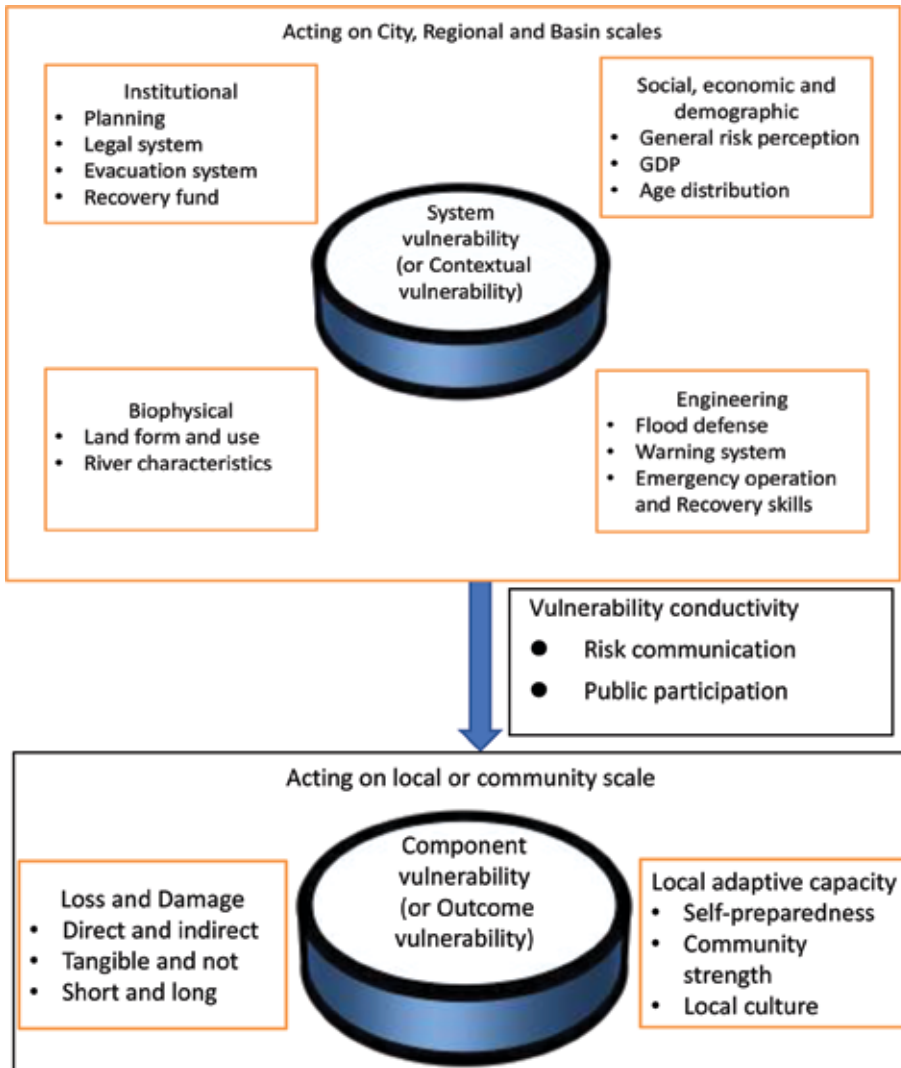 Acting on City, Regional and Basin scales
Institutional
• Planning
• Legal system
• Evacuation system
• Recovery fund
Social, economic and
demographic
• General risk perception
• GDP
• Age distribution
System
vulnerability
(or Contextual
vulnerability)
Biophysical
• Land form and use
• River characteristics
Engineering
• Flood defense
• Warning system
• Emergency operation
and Recovery skills
Vulnerability conductivity
● Risk communication
● Public participation
Acting on local or community scale
Loss and Damage
• Direct and indirect
• Tangible and not
• Short and long
Component
vulnerability
(or Outcome
vulnerability)
Local adaptive capacity
• Self-preparedness
• Community
strength
• Local culture